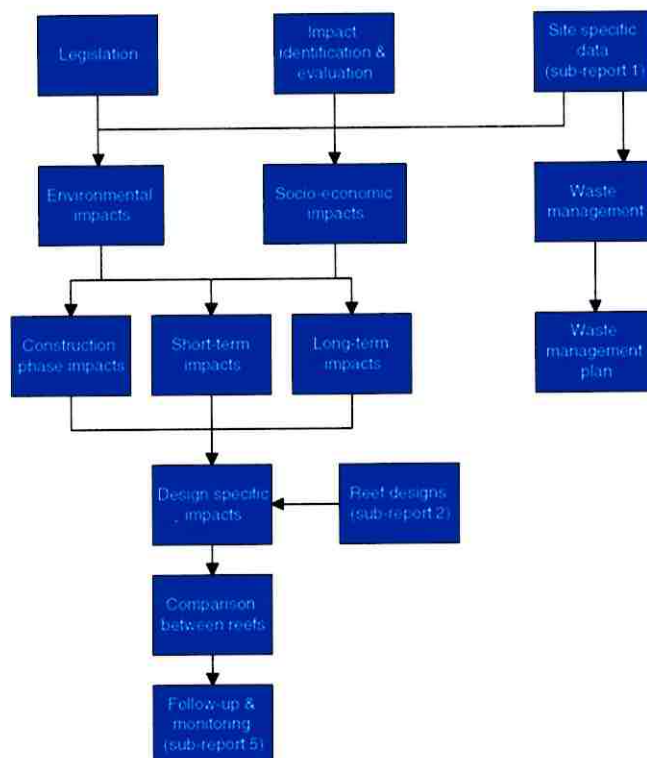 Legislation
Impact
identification &
evaluation
Site specific
data
(sub-report 1)
Environmental
impacts
Socio-economic
impacts
Waste
management
Construction
phase impacts
Short-term
impacts
Long-term
impacts
Waste
management
plan
Design specific
impacts
Reef designs
(sub-report 2)
Comparison
between reefs
Follow-up &
monitoring
(sub-report 5)